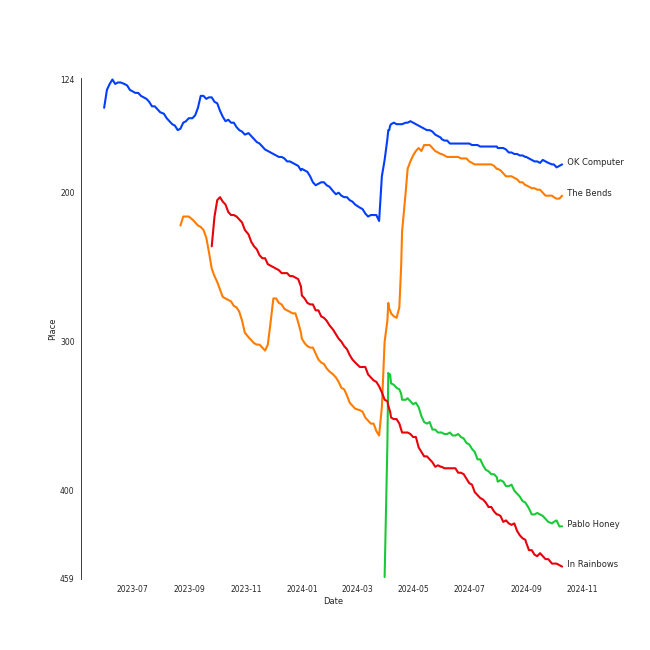 124
200
300
400
459
Place
2023-07
2023-09
2023-11
2024-01
2024-03
2024-05
2024-07
2024-09
2024-11
Date
OK Computer
The Bends
Pablo Honey
In Rainbows